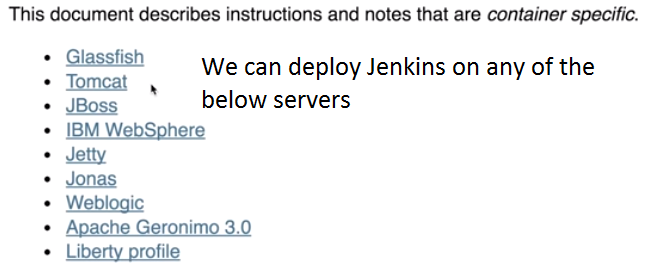 This document describes instructions and notes that are container specific.
Glassfish
We can deploy Jenkins on any of the
Tomcat
below servers
JBoss
IBM WebSphere
Jetty
Jonas
Weblogic
Apache Geronimo 3.0
Liberty profile